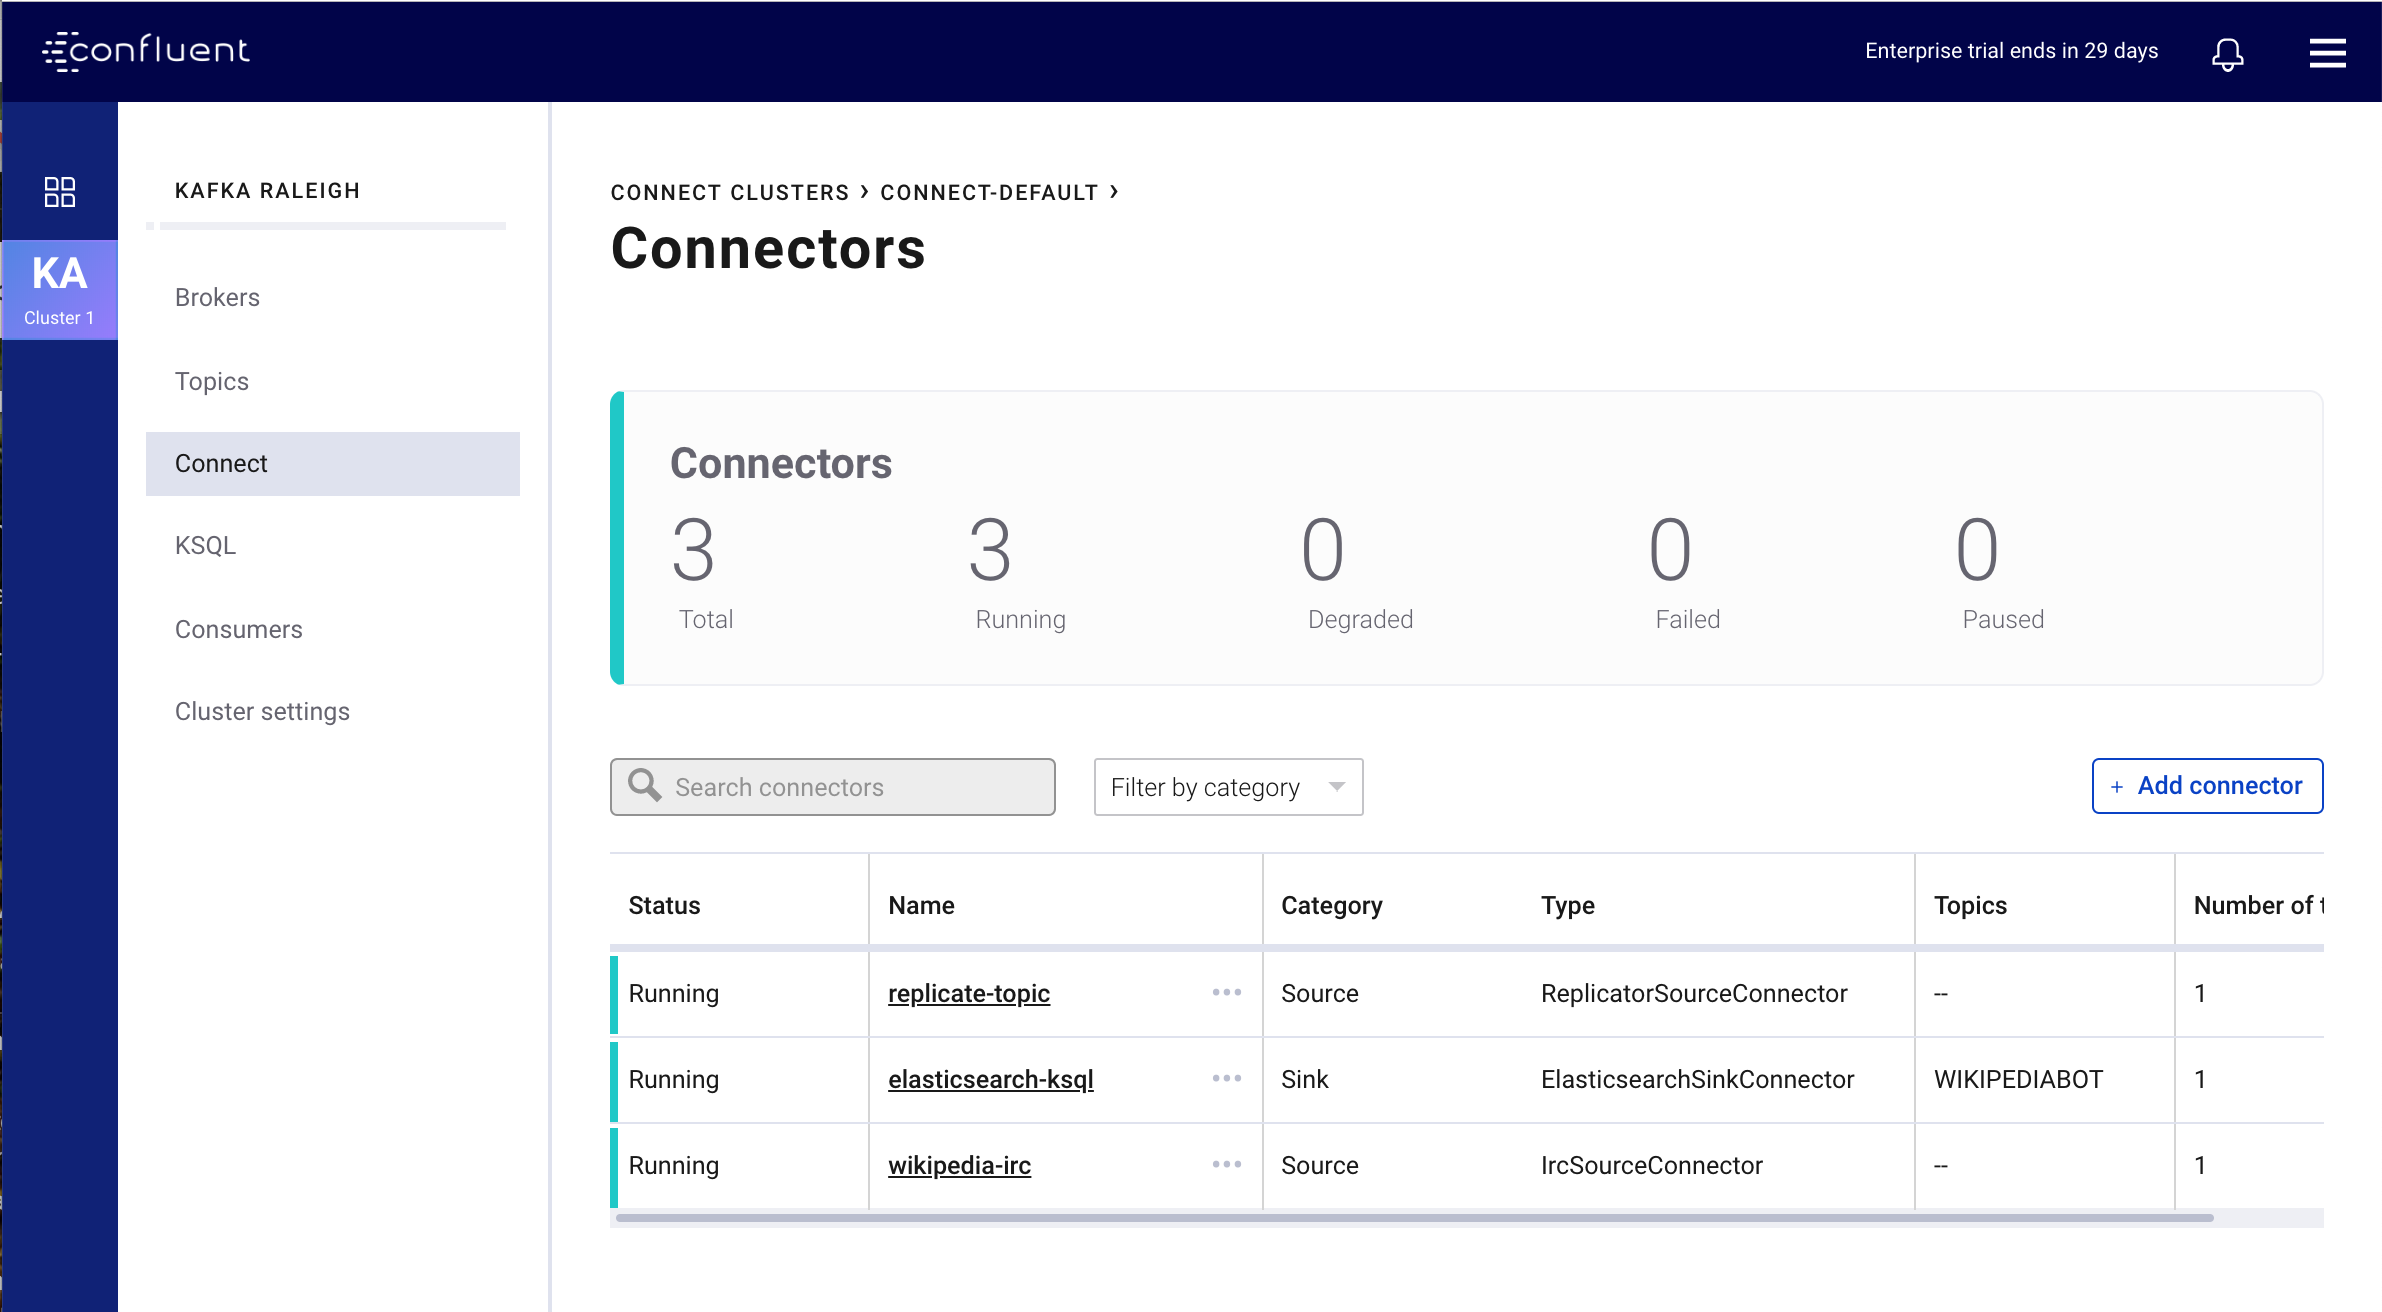 confluent
Enterprise trial ends in 29 days
KA
Cluster 1
KAFKA RALEIGH
Brokers
Topics
Connect
KSQL
Consumers
Cluster settings
CONNECT CLUSTERS › CONNECT-DEFAULT ›
Connectors
Connectors
3 3 0 0 0
Total Running Degraded Failed Paused
Search connectors
Filter by category
+ Add connector
Status Name Category Type Topics Number of t
Running replicate-topic ••• Source ReplicatorSourceConnector -- 1
Running elasticsearch-ksql ••• Sink ElasticsearchSinkConnector WIKIPEDIABOT 1
Running wikipedia-irc ••• Source IrcSourceConnector -- 1